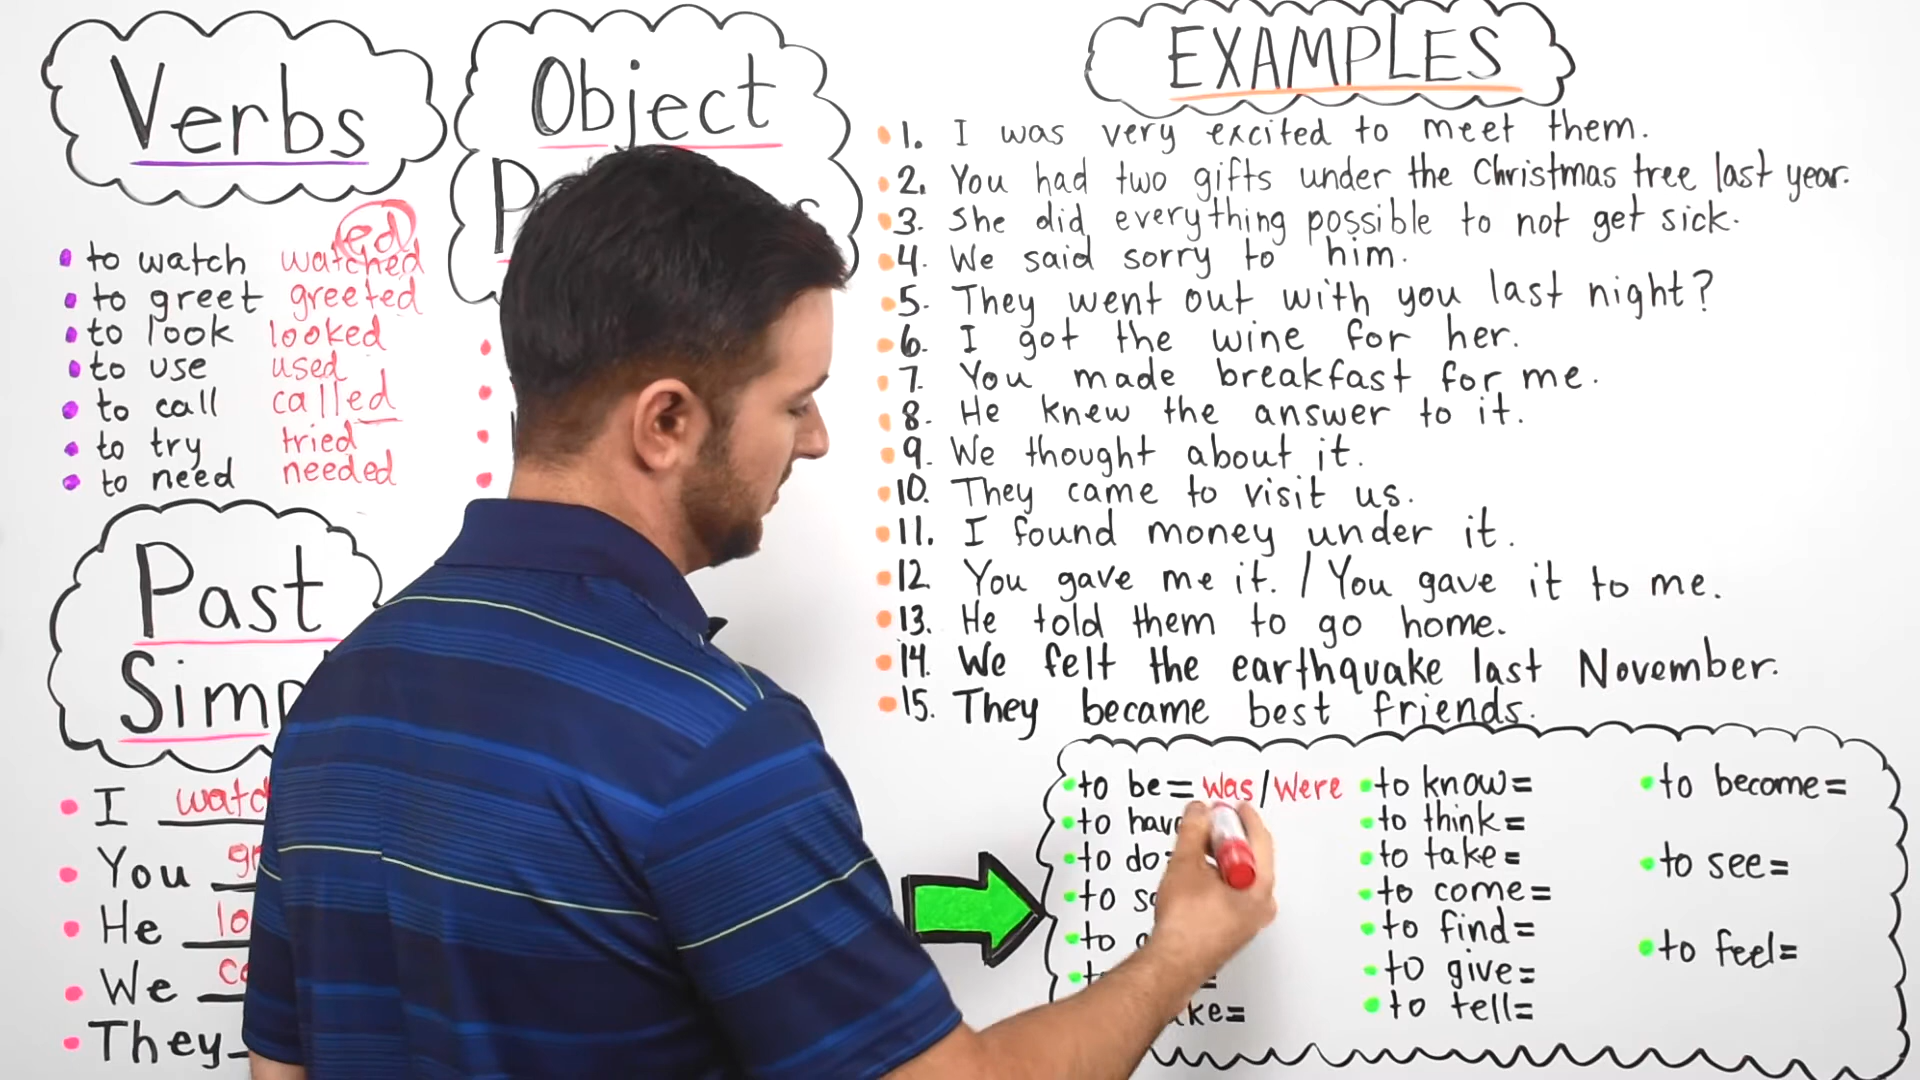 Verbs
ed
to watch watched
to greet greeted
to look looked
to use used
to call called
to try tried
to need needed
Past
I
You
He
We
They
Object
EXAMPLES
1. I was very excited to meet them.
2. You had two gifts under the Christmas tree last year.
3. She did everything possible to not get sick.
4. We said sorry to him.
5. They went out with you last night?
6. I got the wine for her.
7. You made breakfast for me.
8. He knew the answer to it.
9. We thought about it.
10. They came to visit us.
11. I found money under it.
12. You gave me it. / You gave it to me.
13. He told them to go home.
14. We felt the earthquake last November.
15. They became best friends.
to be = was/were
to
to do
to
to
to know=
to think=
to take=
to come=
to find=
to give=
to tell=
to become=
to see=
to feel=